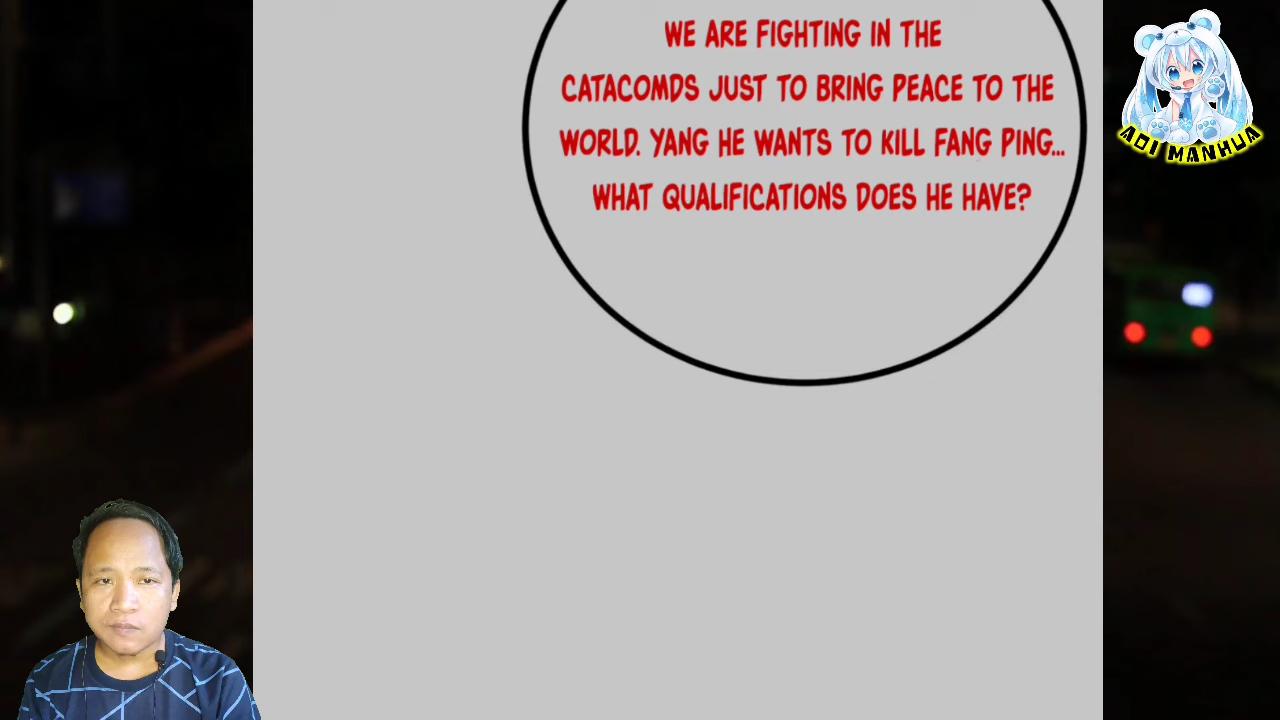 WE ARE FIGHTING IN THE
CATACOMDS JUST TO BRING PEACE TO THE
WORLD. YANG HE WANTS TO KILL FANG PING...
WHAT QUALIFICATIONS DOES HE HAVE?
ADI MANHUA